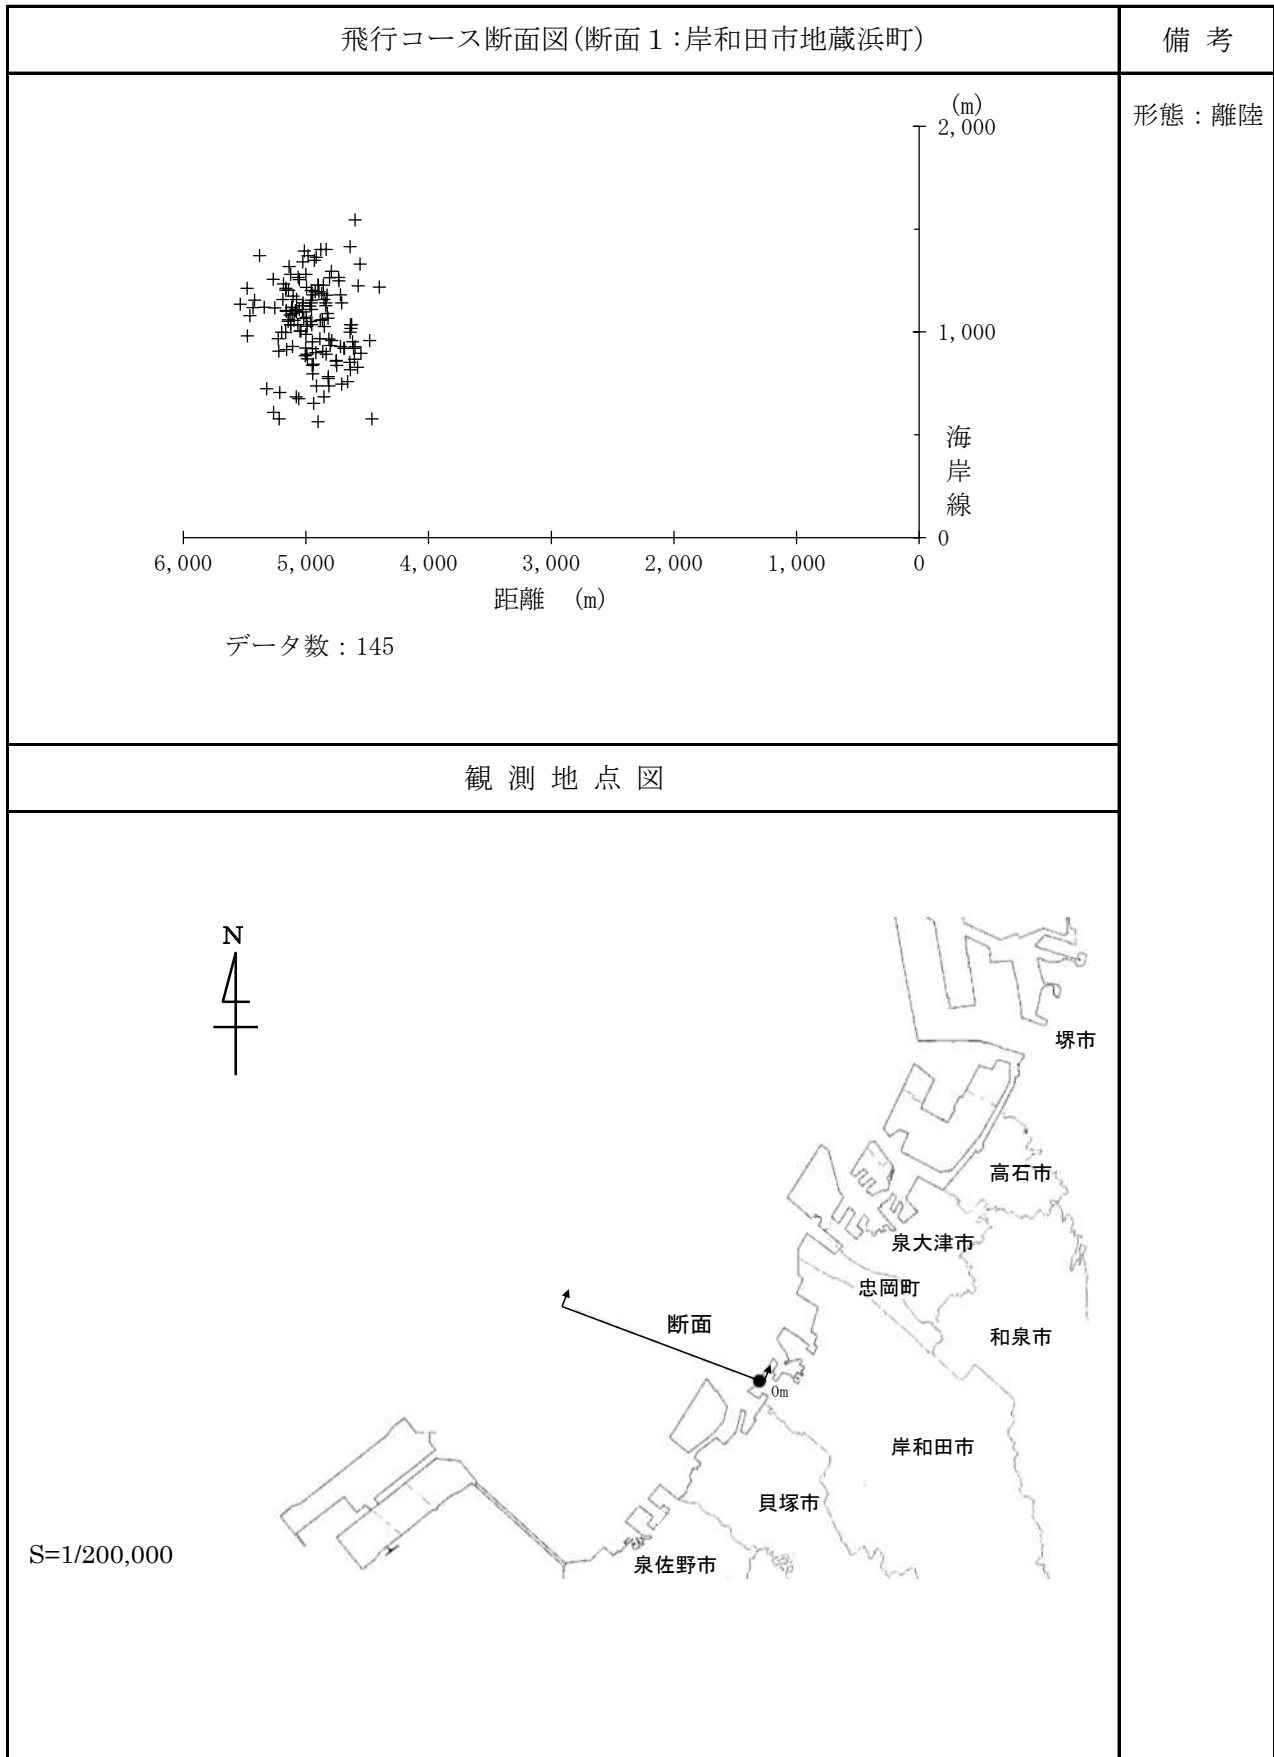 飛行コース断面図(断面1:岸和田市地蔵浜町)
備 考
形態：離陸
(m)
2,000
1,000
0
海岸線
6,000 5,000 4,000 3,000 2,000 1,000 0
距離 (m)
データ数：145
観 測 地 点 図
N
堺市
高石市
泉大津市
忠岡町
断面
和泉市
0m
岸和田市
貝塚市
S=1/200,000
泉佐野市